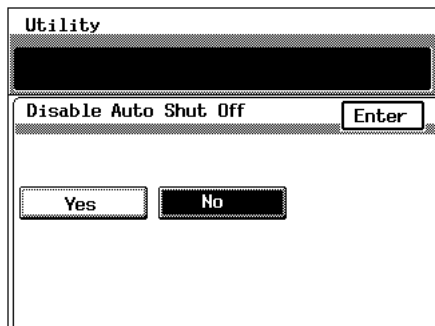 Utility
Disable Auto Shut Off
Enter
Yes
No